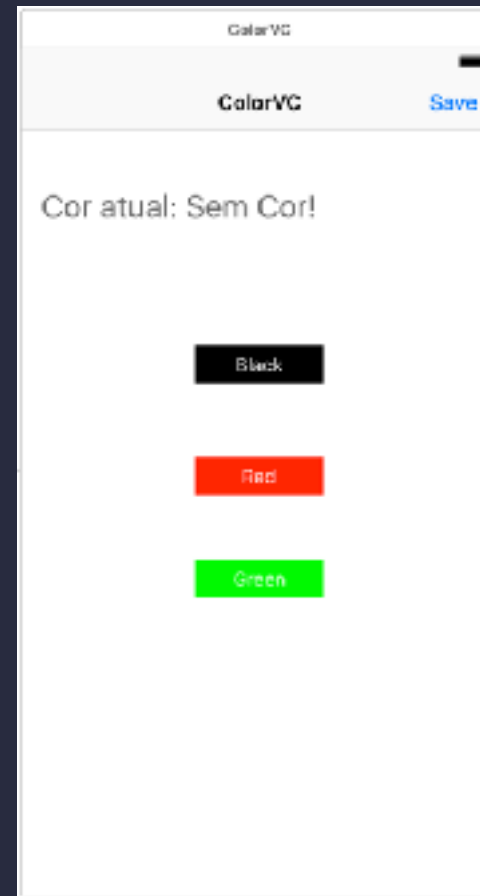 ColorVC
ColorVC Save
Cor atual: Sem Cor!
Black
Red
Green